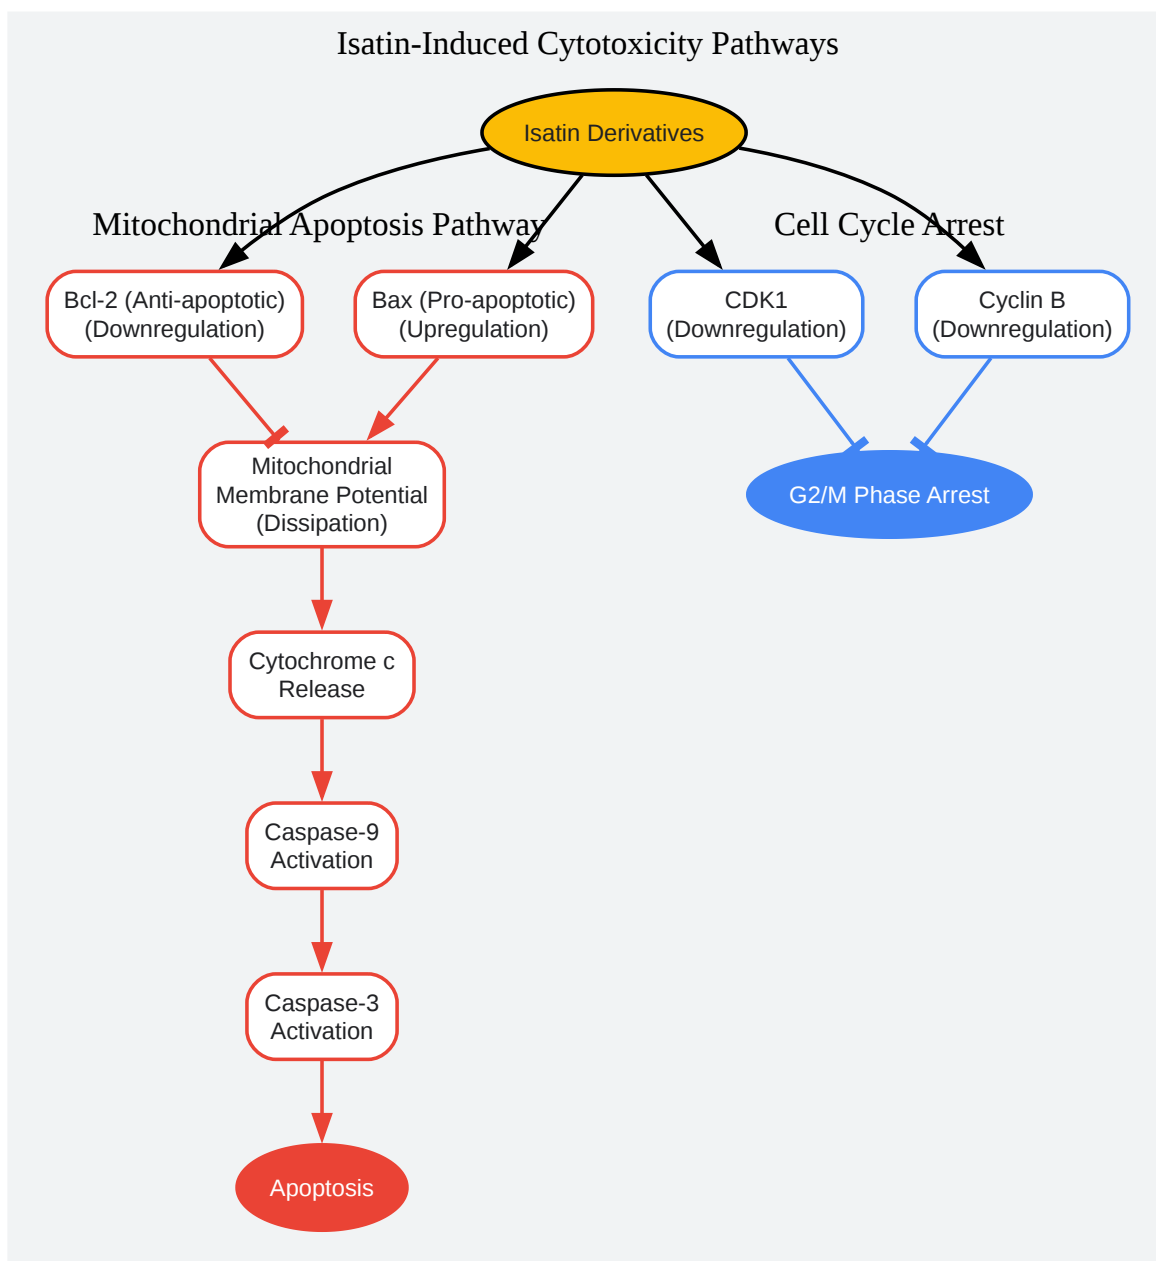 Isatin-Induced Cytotoxicity Pathways
Isatin Derivatives
Mitochondrial Apoptosis Pathway
Cell Cycle Arrest
Bcl-2 (Anti-apoptotic)
(Downregulation)
Bax (Pro-apoptotic)
(Upregulation)
CDK1
(Downregulation)
Cyclin B
(Downregulation)
Mitochondrial
Membrane Potential
(Dissipation)
G2/M Phase Arrest
Cytochrome c
Release
Caspase-9
Activation
Caspase-3
Activation
Apoptosis